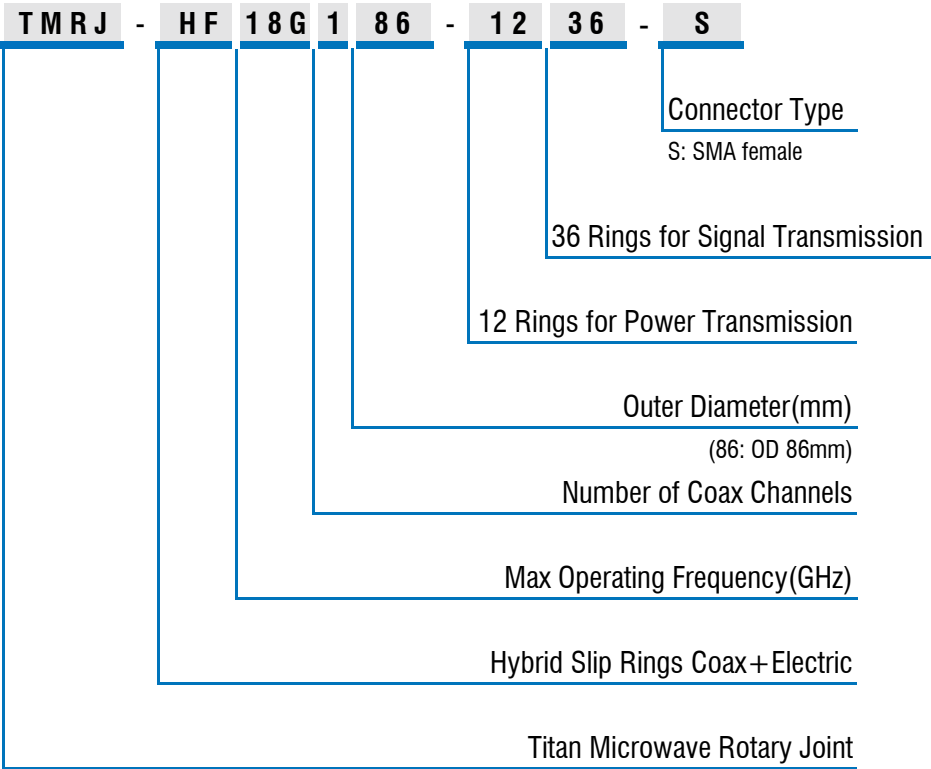 TMRJ - HF 18G 1 86 - 12 36 - S
Connector Type
S: SMA female
36 Rings for Signal Transmission
12 Rings for Power Transmission
Outer Diameter(mm)
(86: OD 86mm)
Number of Coax Channels
Max Operating Frequency(GHz)
Hybrid Slip Rings Coax+Electric
Titan Microwave Rotary Joint